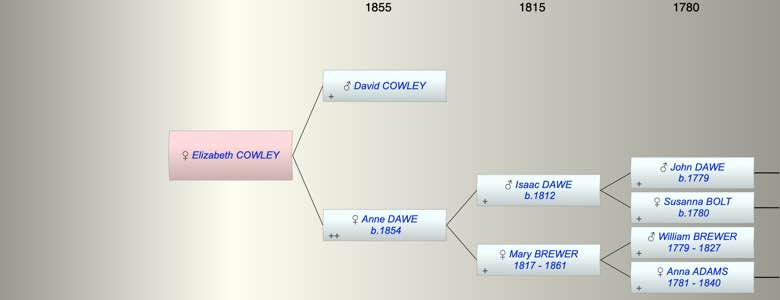 1855 1815 1780
♂ David COWLEY
+
♀ Elizabeth COWLEY
♀ Anne DAWE
b.1854
++
♂ Isaac DAWE
b.1812
+
♀ Mary BREWER
1817 - 1861
+
♂ John DAWE
b.1779
+
♀ Susanna BOLT
b.1780
+
♂ William BREWER
1779 - 1827
+
♀ Anna ADAMS
1781 - 1840
+